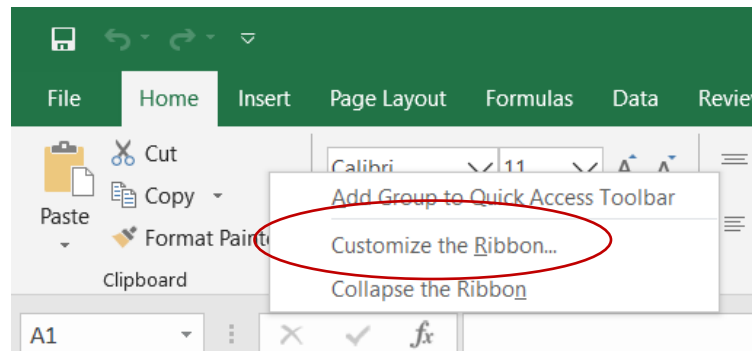 File Home Insert Page Layout Formulas Data Revie
Cut
Calibri 11 A A
Add Group to Quick Access Toolbar
Copy
Paste
Format Painte
Customize the Ribbon...
Clipboard
Collapse the Ribbon
A1 fx